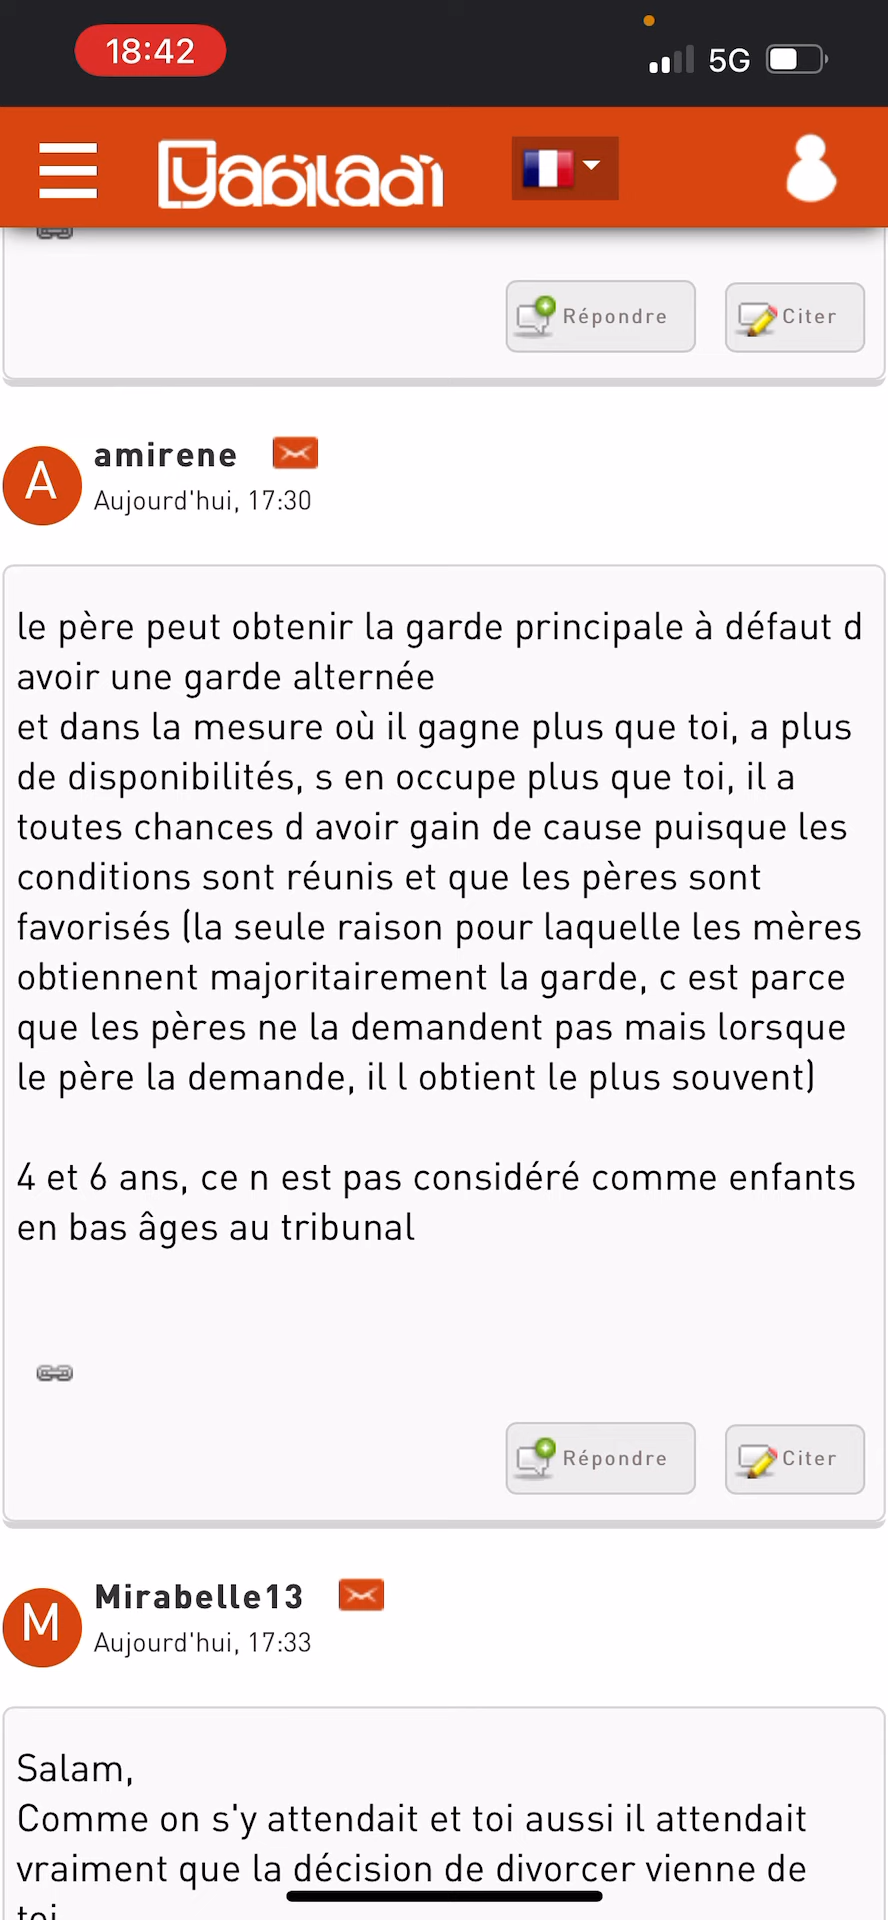 18:42
5G
Yabiladi
Répondre
Citer
A
amirene
Aujourd'hui, 17:30
le père peut obtenir la garde principale à défaut d
avoir une garde alternée
et dans la mesure où il gagne plus que toi, a plus
de disponibilités, s en occupe plus que toi, il a
toutes chances d avoir gain de cause puisque les
conditions sont réunis et que les pères sont
favorisés (la seule raison pour laquelle les mères
obtiennent majoritairement la garde, c est parce
que les pères ne la demandent pas mais lorsque
le père la demande, il l obtient le plus souvent)
4 et 6 ans, ce n est pas considéré comme enfants
en bas âges au tribunal
Répondre
Citer
M
Mirabelle13
Aujourd'hui, 17:33
Salam,
Comme on s'y attendait et toi aussi il attendait
vraiment que la décision de divorcer vienne de
toi